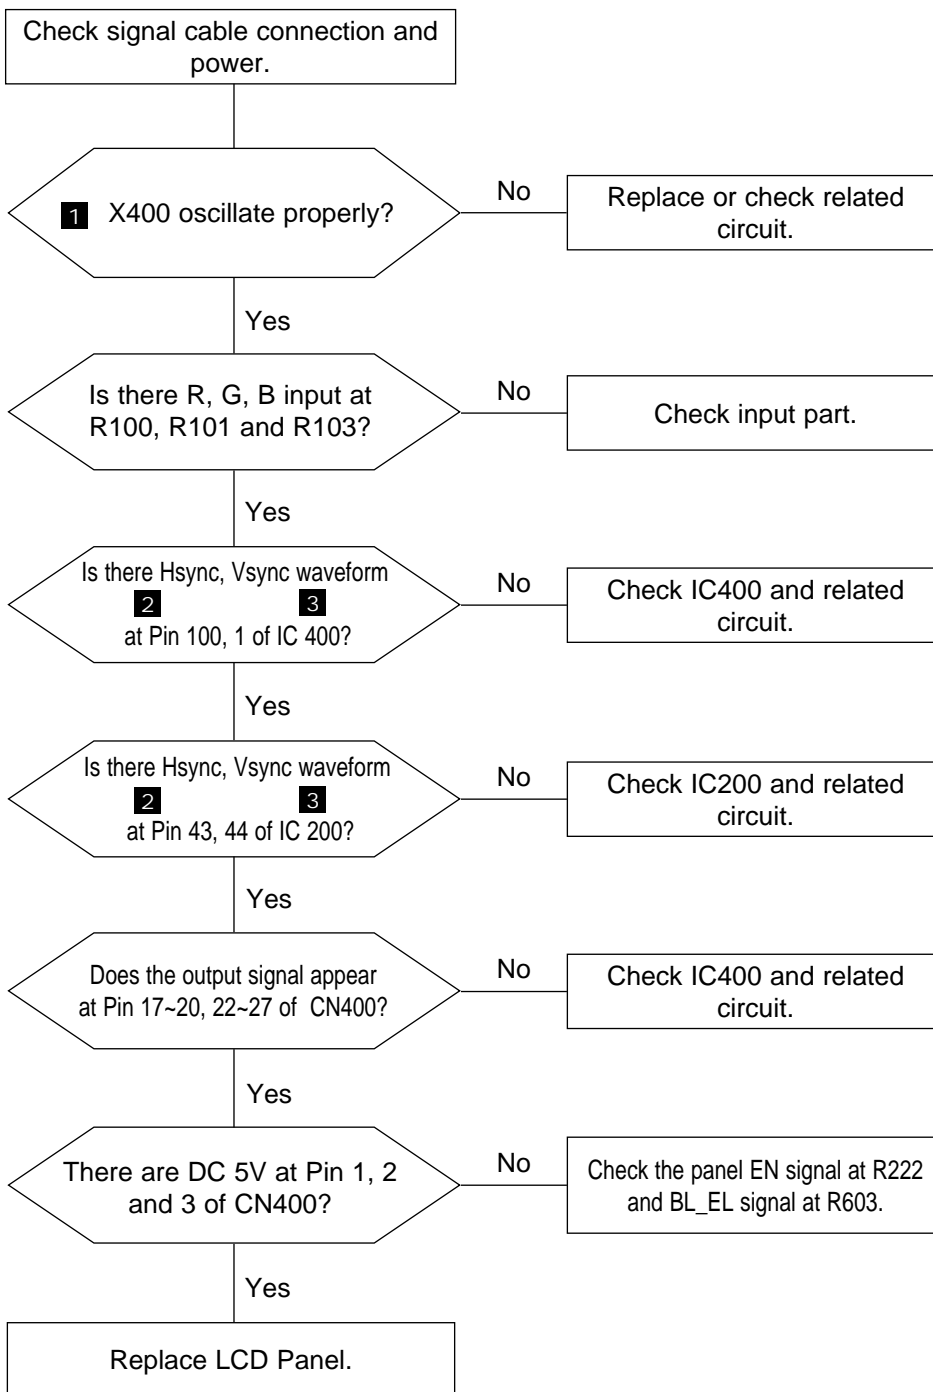 Check signal cable connection and
power.
1 X400 oscillate properly?
No
Replace or check related
circuit.
Yes
Is there R, G, B input at
R100, R101 and R103?
No
Check input part.
Yes
Is there Hsync, Vsync waveform
2 3
at Pin 100, 1 of IC 400?
No
Check IC400 and related
circuit.
Yes
Is there Hsync, Vsync waveform
2 3
at Pin 43, 44 of IC 200?
No
Check IC200 and related
circuit.
Yes
Does the output signal appear
at Pin 17~20, 22~27 of CN400?
No
Check IC400 and related
circuit.
Yes
There are DC 5V at Pin 1, 2
and 3 of CN400?
No
Check the panel EN signal at R222
and BL_EL signal at R603.
Yes
Replace LCD Panel.